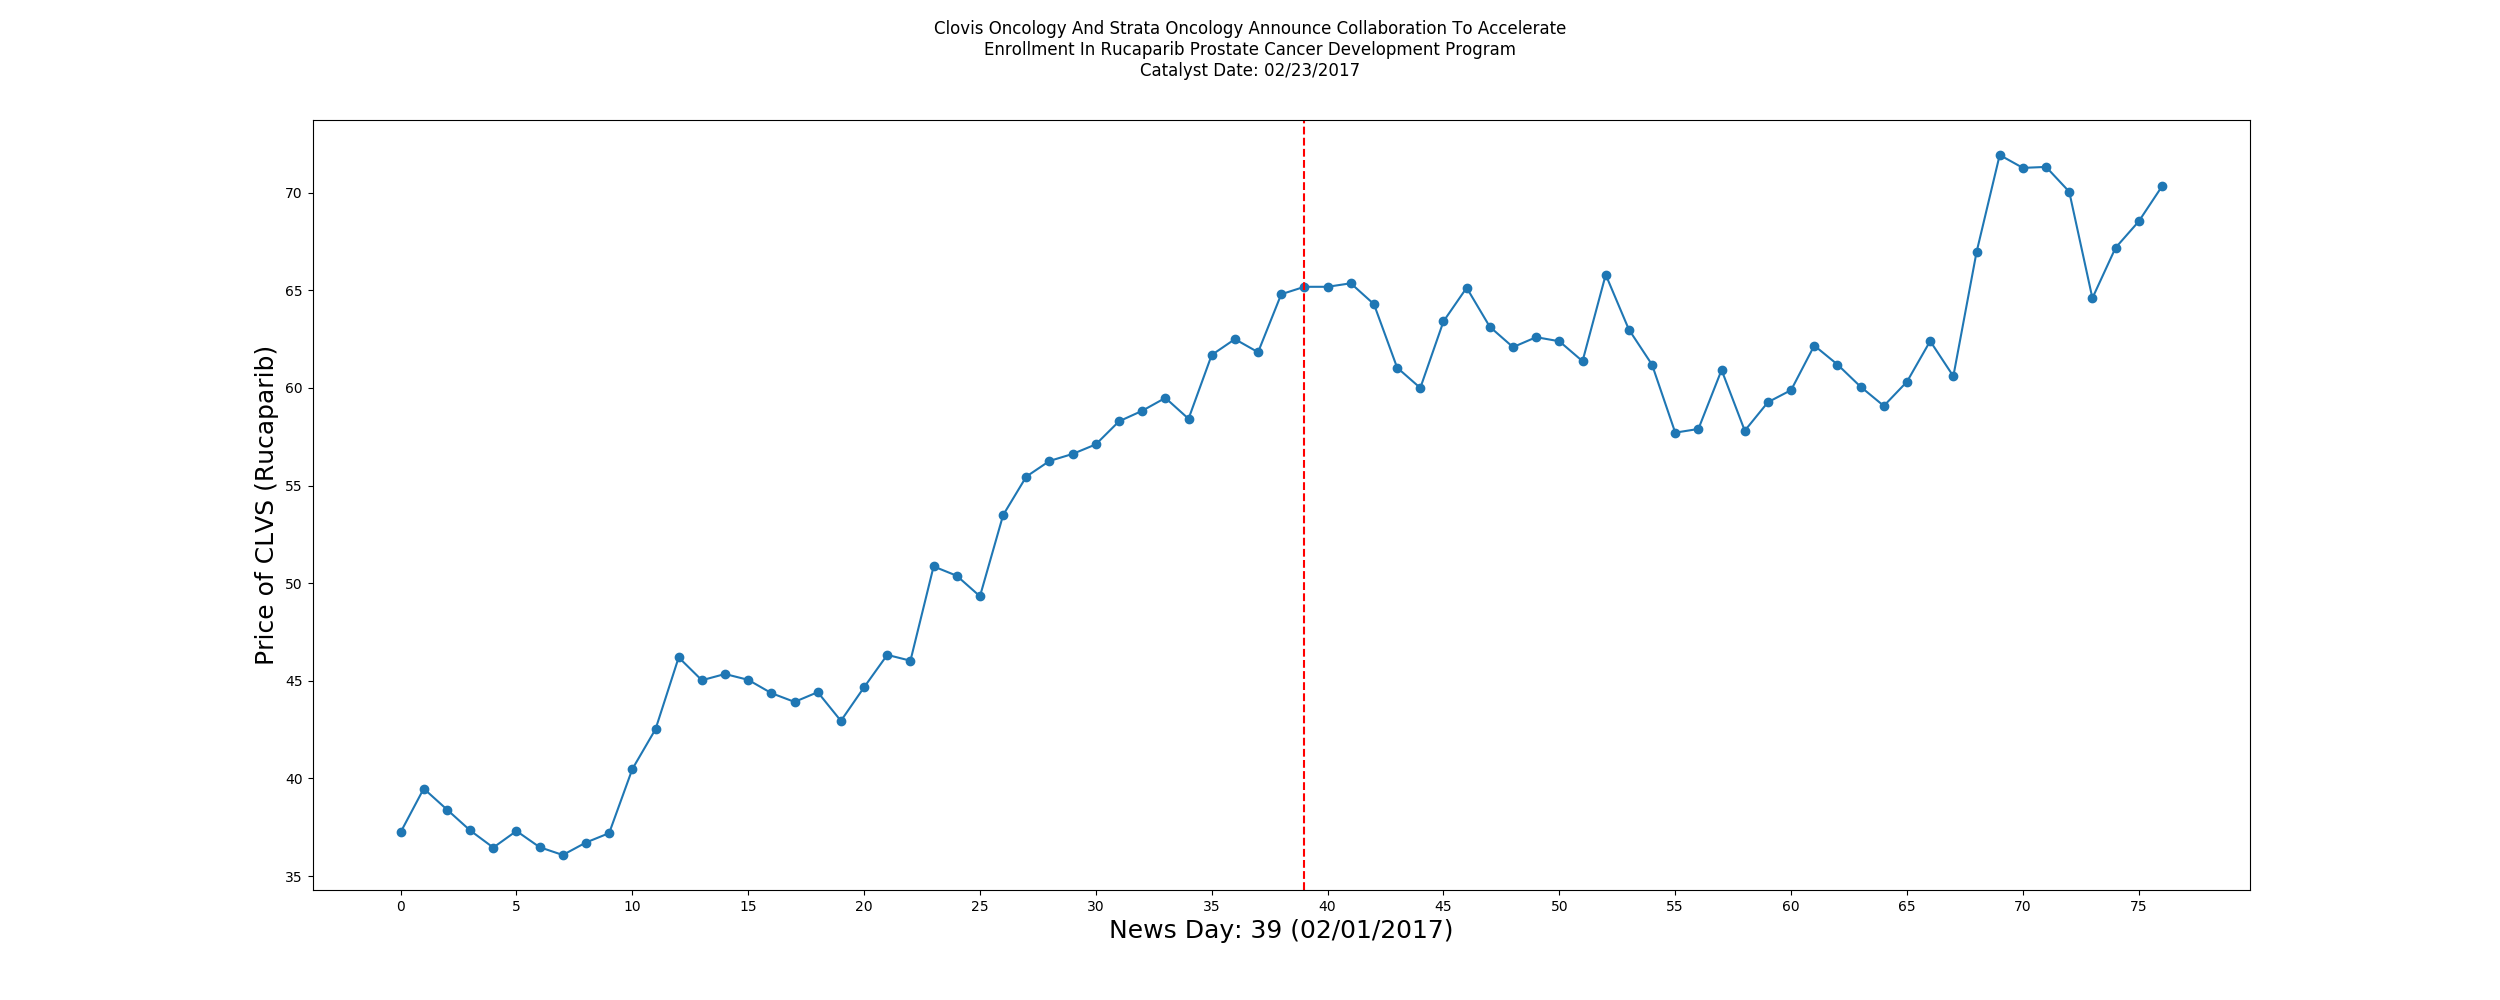 Clovis Oncology And Strata Oncology Announce Collaboration To Accelerate
Enrollment In Rucaparib Prostate Cancer Development Program
Catalyst Date: 02/23/2017
Price of CLVS (Rucaparib)
70
65
60
55
50
45
40
35
0 5 10 15 20 25 30 35 40 45 50 55 60 65 70 75
News Day: 39 (02/01/2017)